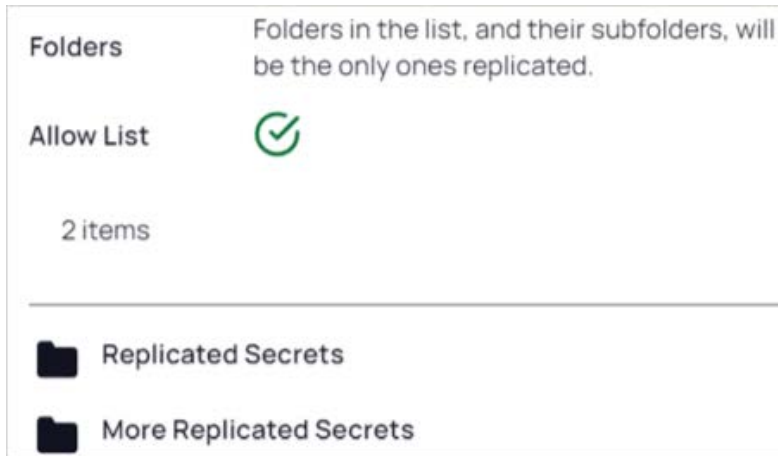 Folders
Folders in the list, and their subfolders, will
be the only ones replicated.
Allow List
2 items
Replicated Secrets
More Replicated Secrets